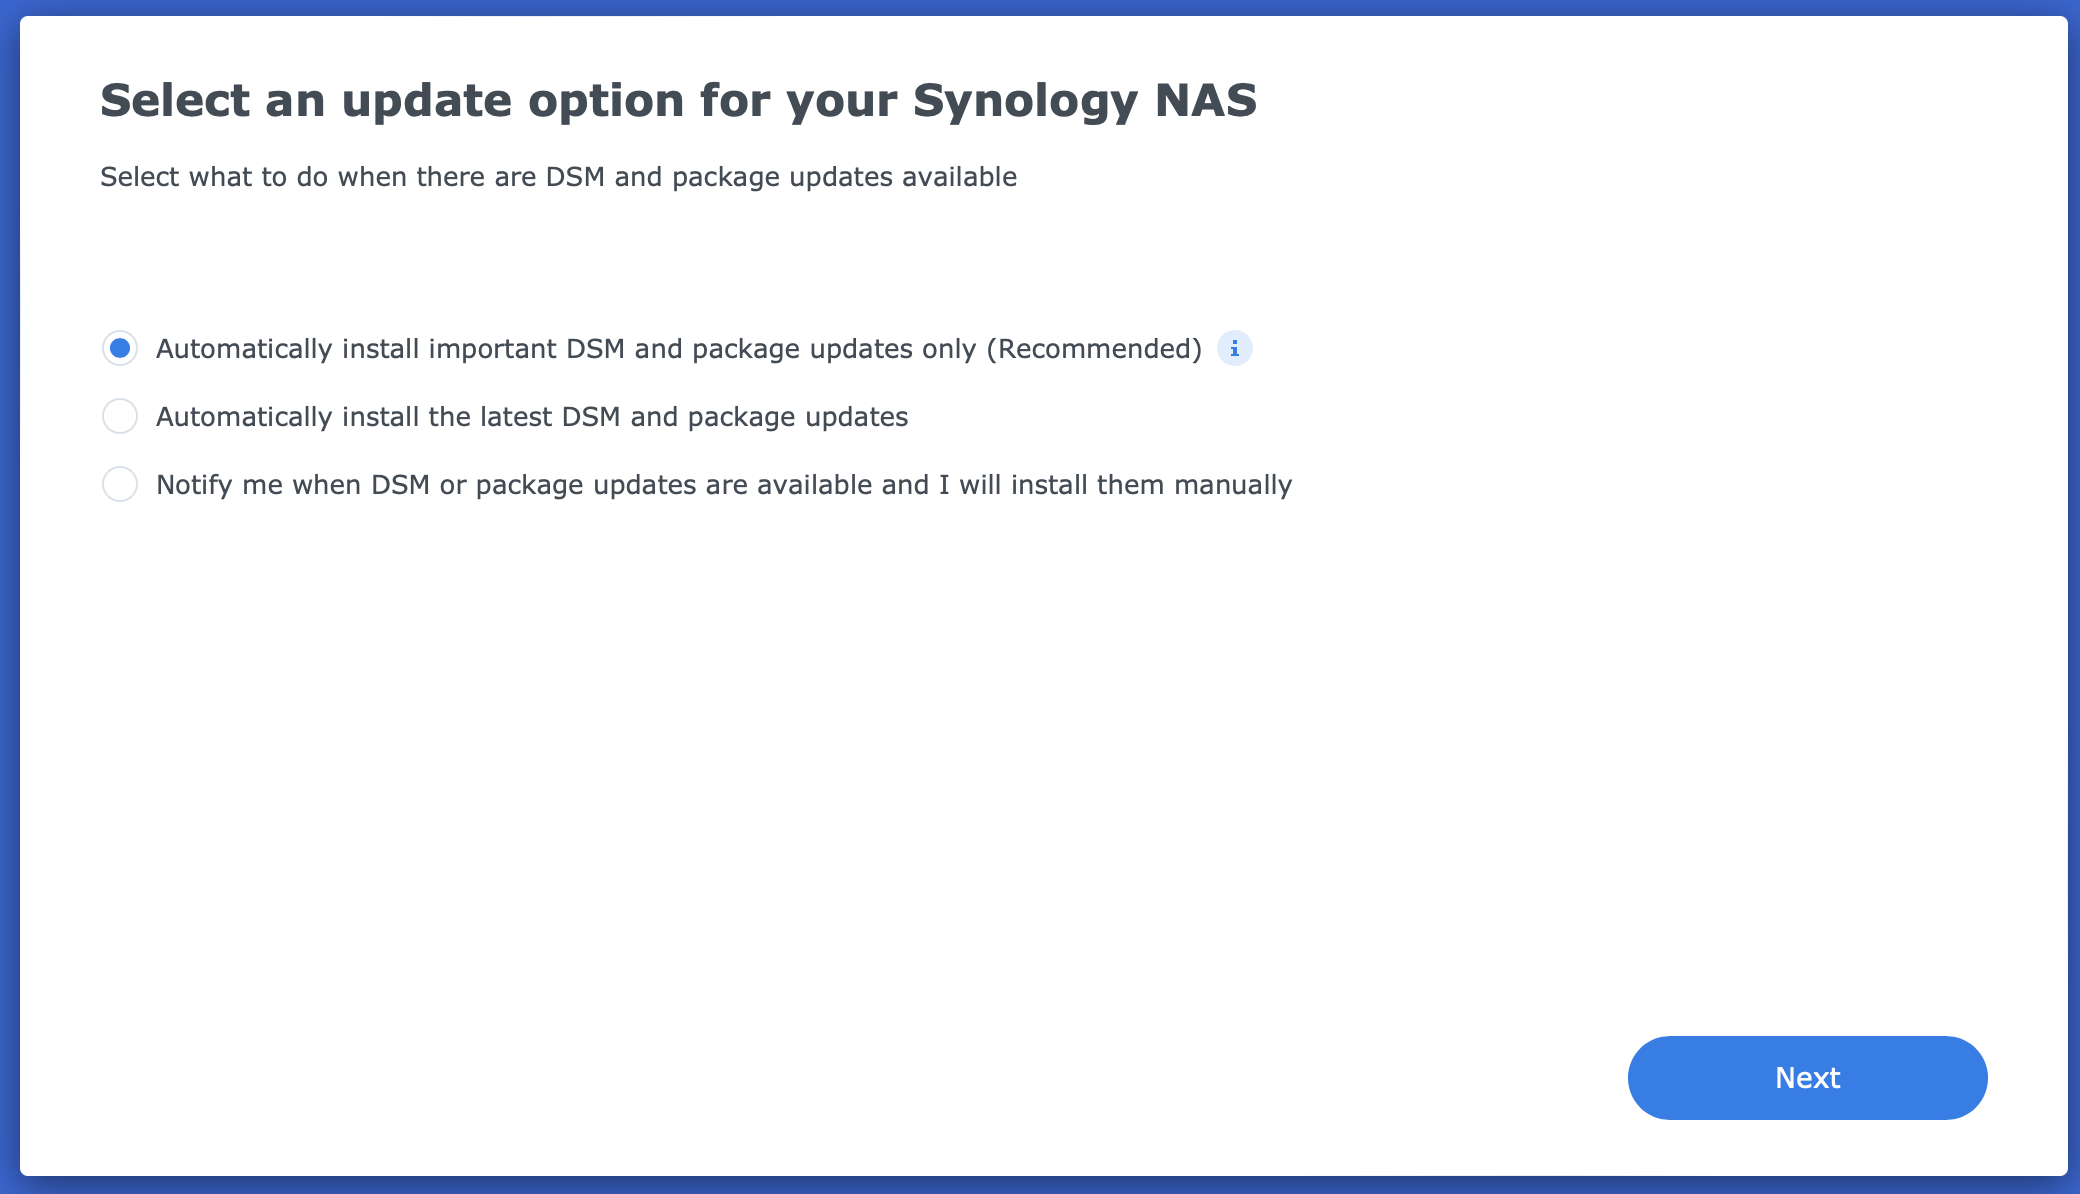 Select an update option for your Synology NAS
Select what to do when there are DSM and package updates available
Automatically install important DSM and package updates only (Recommended) i
Automatically install the latest DSM and package updates
Notify me when DSM or package updates are available and I will install them manually
Next